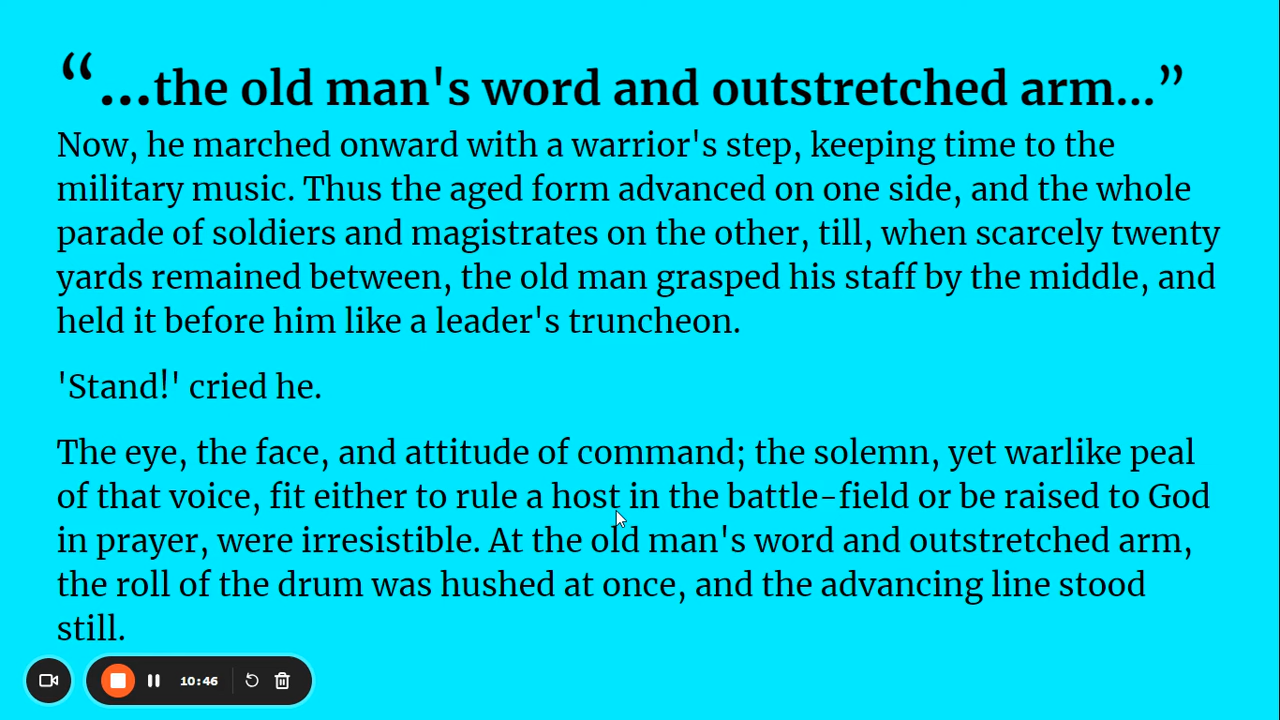 “...the old man's word and outstretched arm...”
Now, he marched onward with a warrior's step, keeping time to the
military music. Thus the aged form advanced on one side, and the whole
parade of soldiers and magistrates on the other, till, when scarcely twenty
yards remained between, the old man grasped his staff by the middle, and
held it before him like a leader's truncheon.
'Stand!' cried he.
The eye, the face, and attitude of command; the solemn, yet warlike peal
of that voice, fit either to rule a host in the battle-field or be raised to God
in prayer, were irresistible. At the old man's word and outstretched arm,
the roll of the drum was hushed at once, and the advancing line stood
still.
10:46